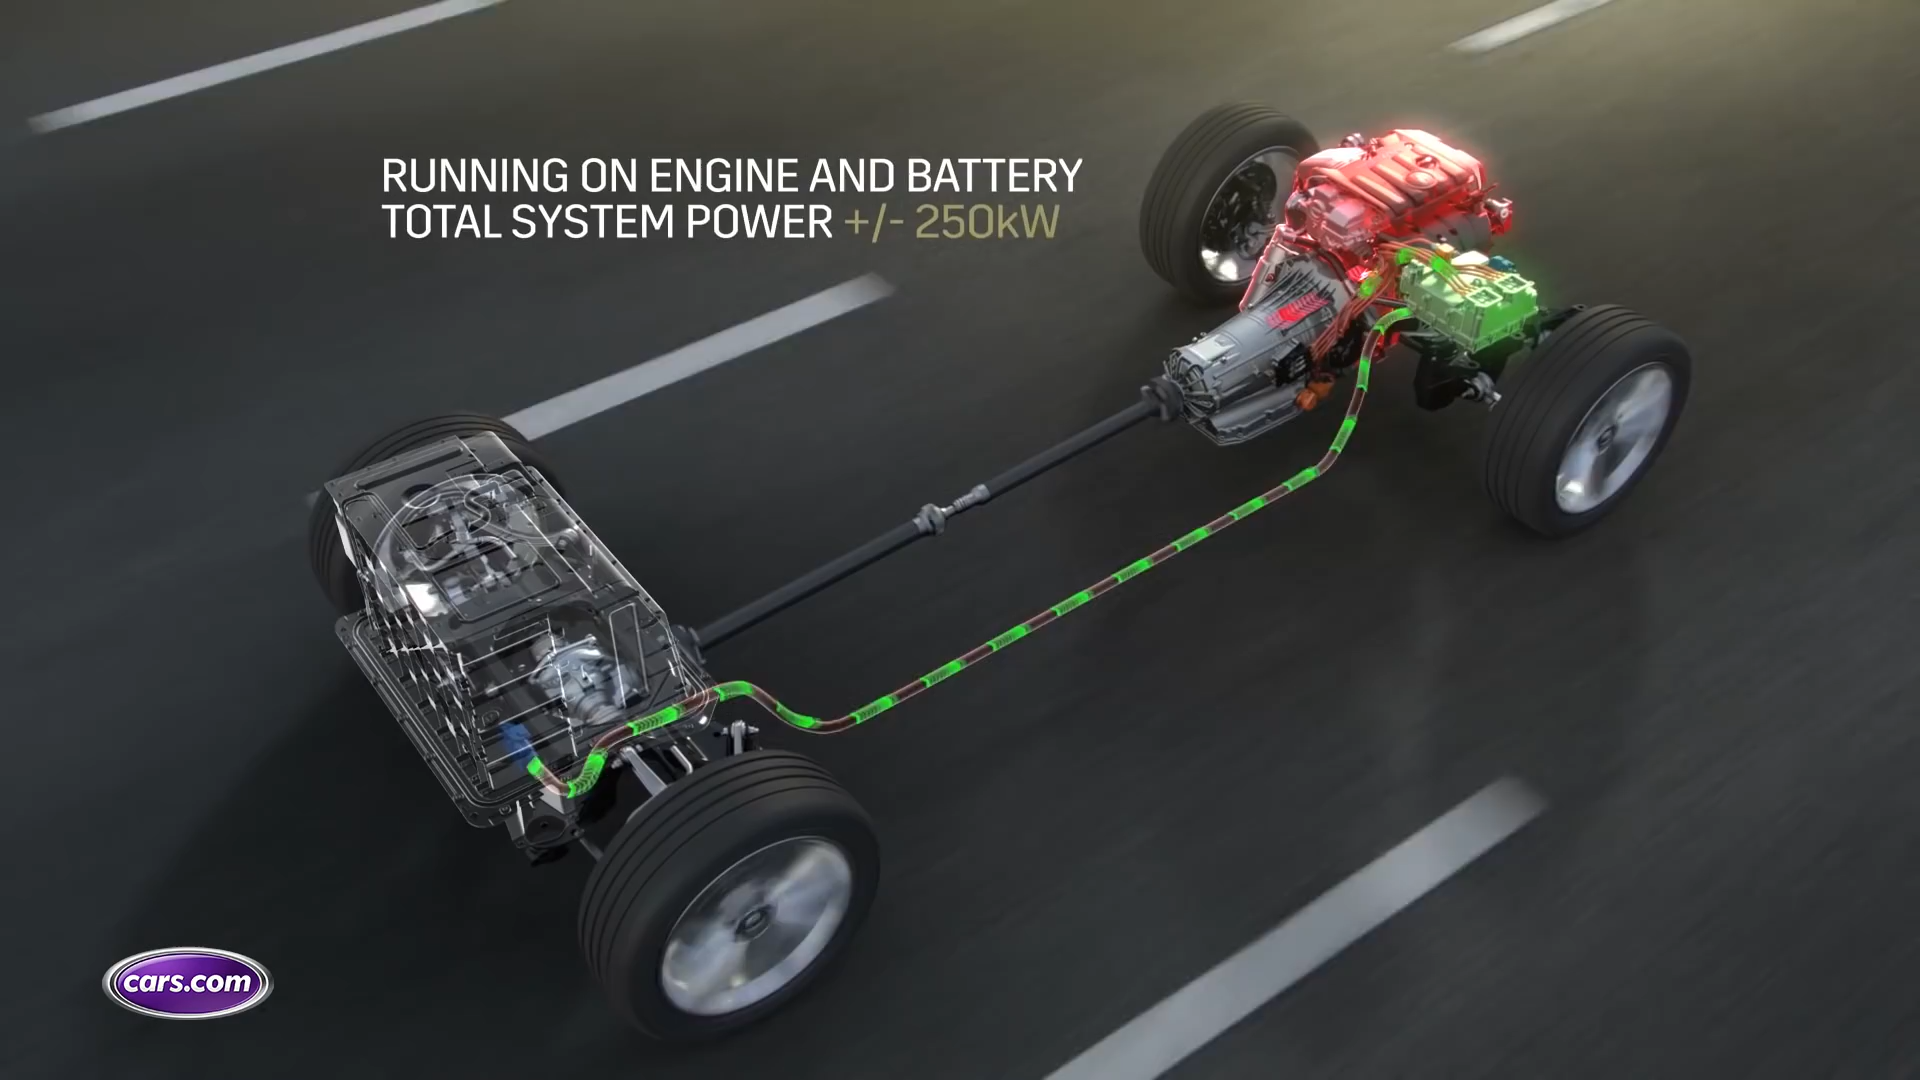 RUNNING ON ENGINE AND BATTERY
TOTAL SYSTEM POWER +/- 250kW
cars.com